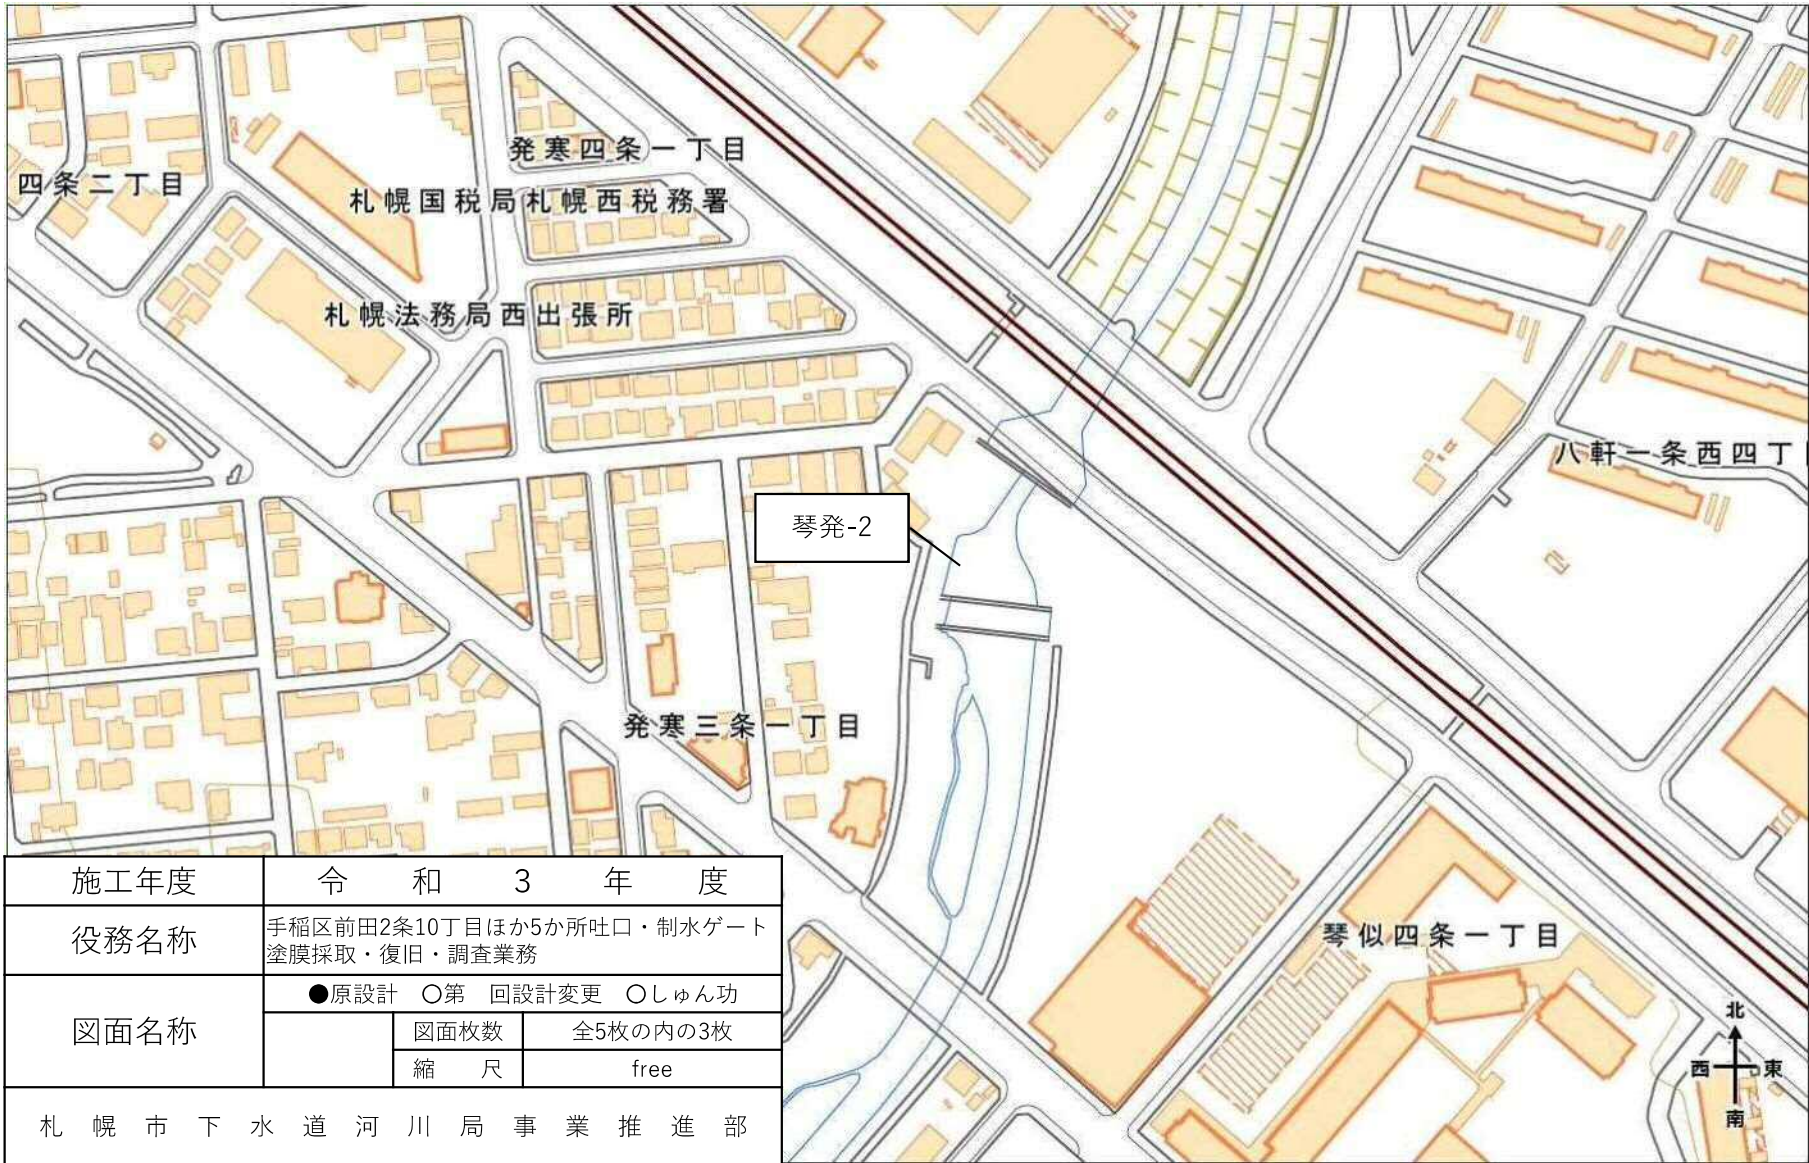 発寒四条一丁目
四条二丁目
札幌国税局札幌西税務署
札幌法務局西出張所
八軒一条西四丁
琴発-2
発寒三条一丁目
琴似四条一丁目
北
西 東
南
施工年度 令和3年度
役務名称 手稲区前田2条10丁目ほか5か所吐口・制水ゲート
塗膜採取・復旧・調査業務
図面名称 ●原設計 ○第 回設計変更 ○しゅん功
図面枚数 全5枚の内の3枚
縮尺 free
札幌市下水道河川局事業推進部